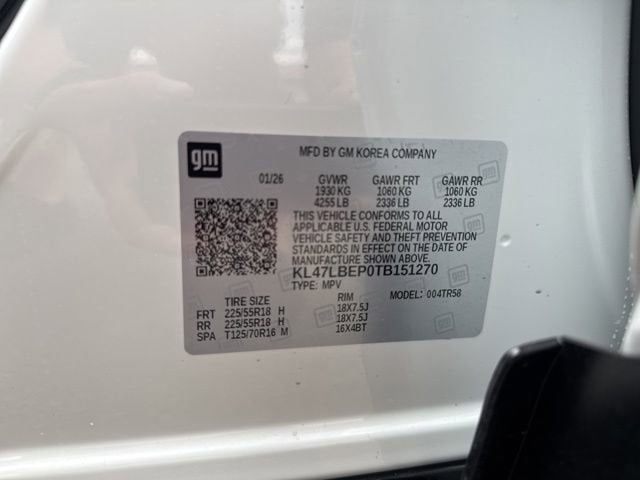 gm
MFD BY GM KOREA COMPANY
01/26 GVWR GAWR FRT GAWR RR
1930 KG 1060 KG 1060 KG
4255 LB 2336 LB 2336 LB
THIS VEHICLE CONFORMS TO ALL
APPLICABLE U.S. FEDERAL MOTOR
VEHICLE SAFETY AND THEFT PREVENTION
STANDARDS IN EFFECT ON THE DATE OF
MANUFACTURE SHOWN ABOVE.
KL47LBEP0TB151270
TYPE: MPV MODEL: 004TR58
TIRE SIZE RIM
FRT 225/55R18 H 18X7.5J
RR 225/55R18 H 18X7.5J
SPA T125/70R16 M 16X4BT